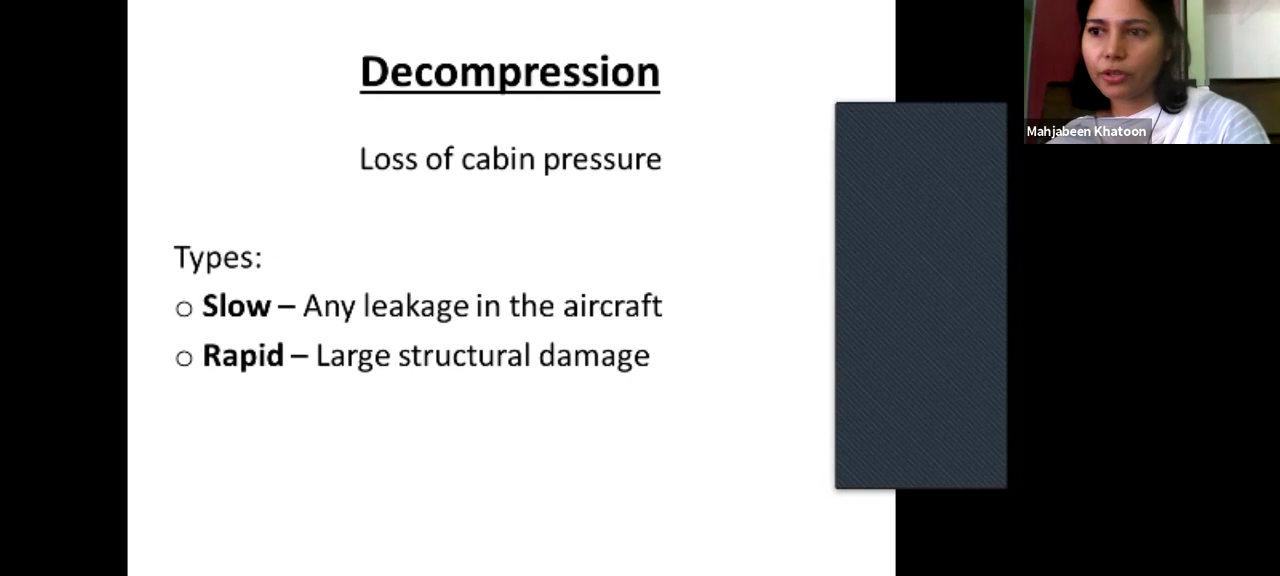 Decompression
Loss of cabin pressure
Types:
○ Slow – Any leakage in the aircraft
○ Rapid – Large structural damage
Mahjabeen Khatoon